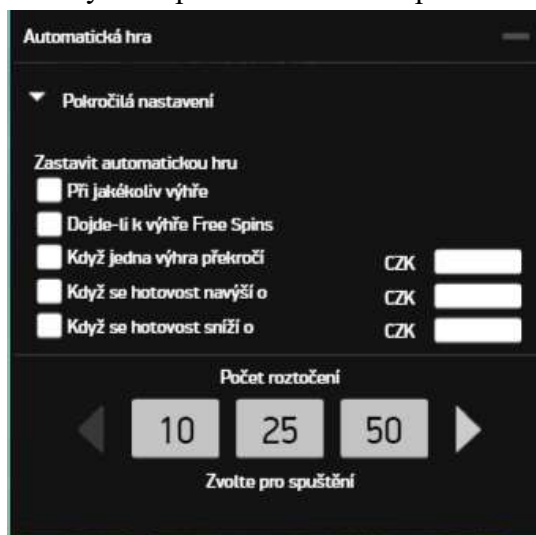 Automatická hra
Pokročilá nastavení
Zastavit automatickou hru
Při jakékoliv výhře
Dojde-li k výhře Free Spins
Když jedna výhra překročí CZK
Když se hotovost navýší o CZK
Když se hotovost sníží o CZK
Počet roztočení
10 25 50
Zvolte pro spuštění